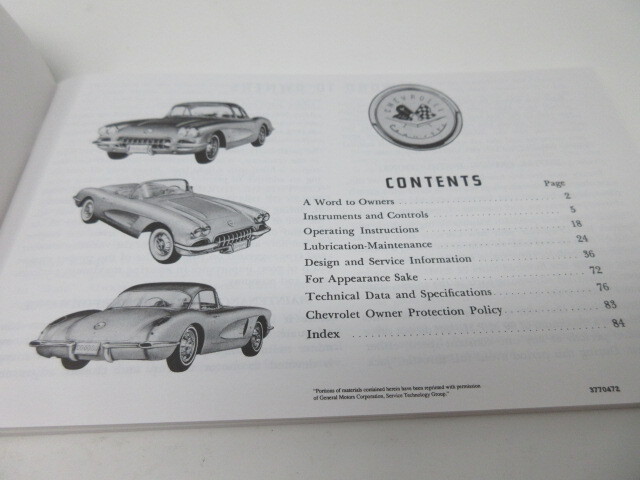 CHEVROLET
CORVETTE
CONTENTS
Page
A Word to Owners 2
Instruments and Controls 5
Operating Instructions 18
Lubrication-Maintenance 24
Design and Service Information 36
For Appearance Sake 72
Technical Data and Specifications 76
Chevrolet Owner Protection Policy 83
Index 84
"Portions of materials contained herein have been reprinted with permission
of General Motors Corporation, Service Technology Group."
3770472